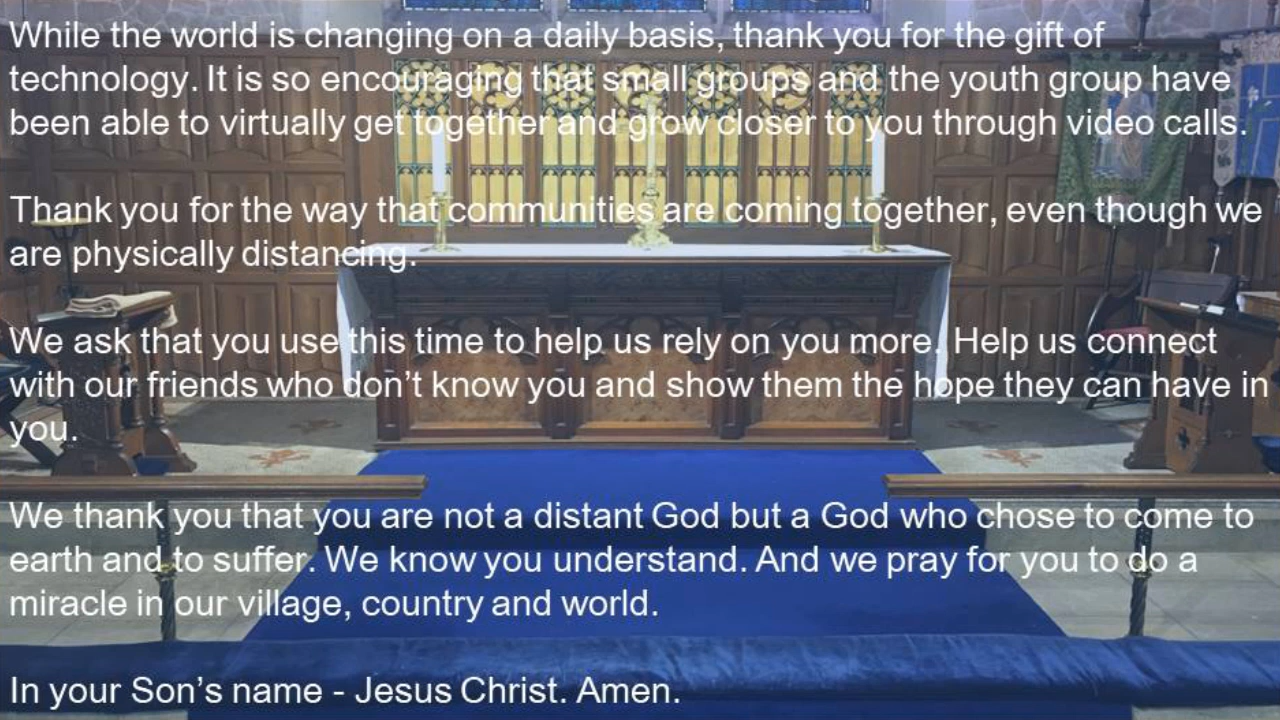 While the world is changing on a daily basis, thank you for the gift of
technology. It is so encouraging that small groups and the youth group have
been able to virtually get together and grow closer to you through video calls.
Thank you for the way that communities are coming together, even though we
are physically distancing.
We ask that you use this time to help us rely on you more. Help us connect
with our friends who don’t know you and show them the hope they can have in
you.
We thank you that you are not a distant God but a God who chose to come to
earth and to suffer. We know you understand. And we pray for you to do a
miracle in our village, country and world.
In your Son’s name - Jesus Christ. Amen.